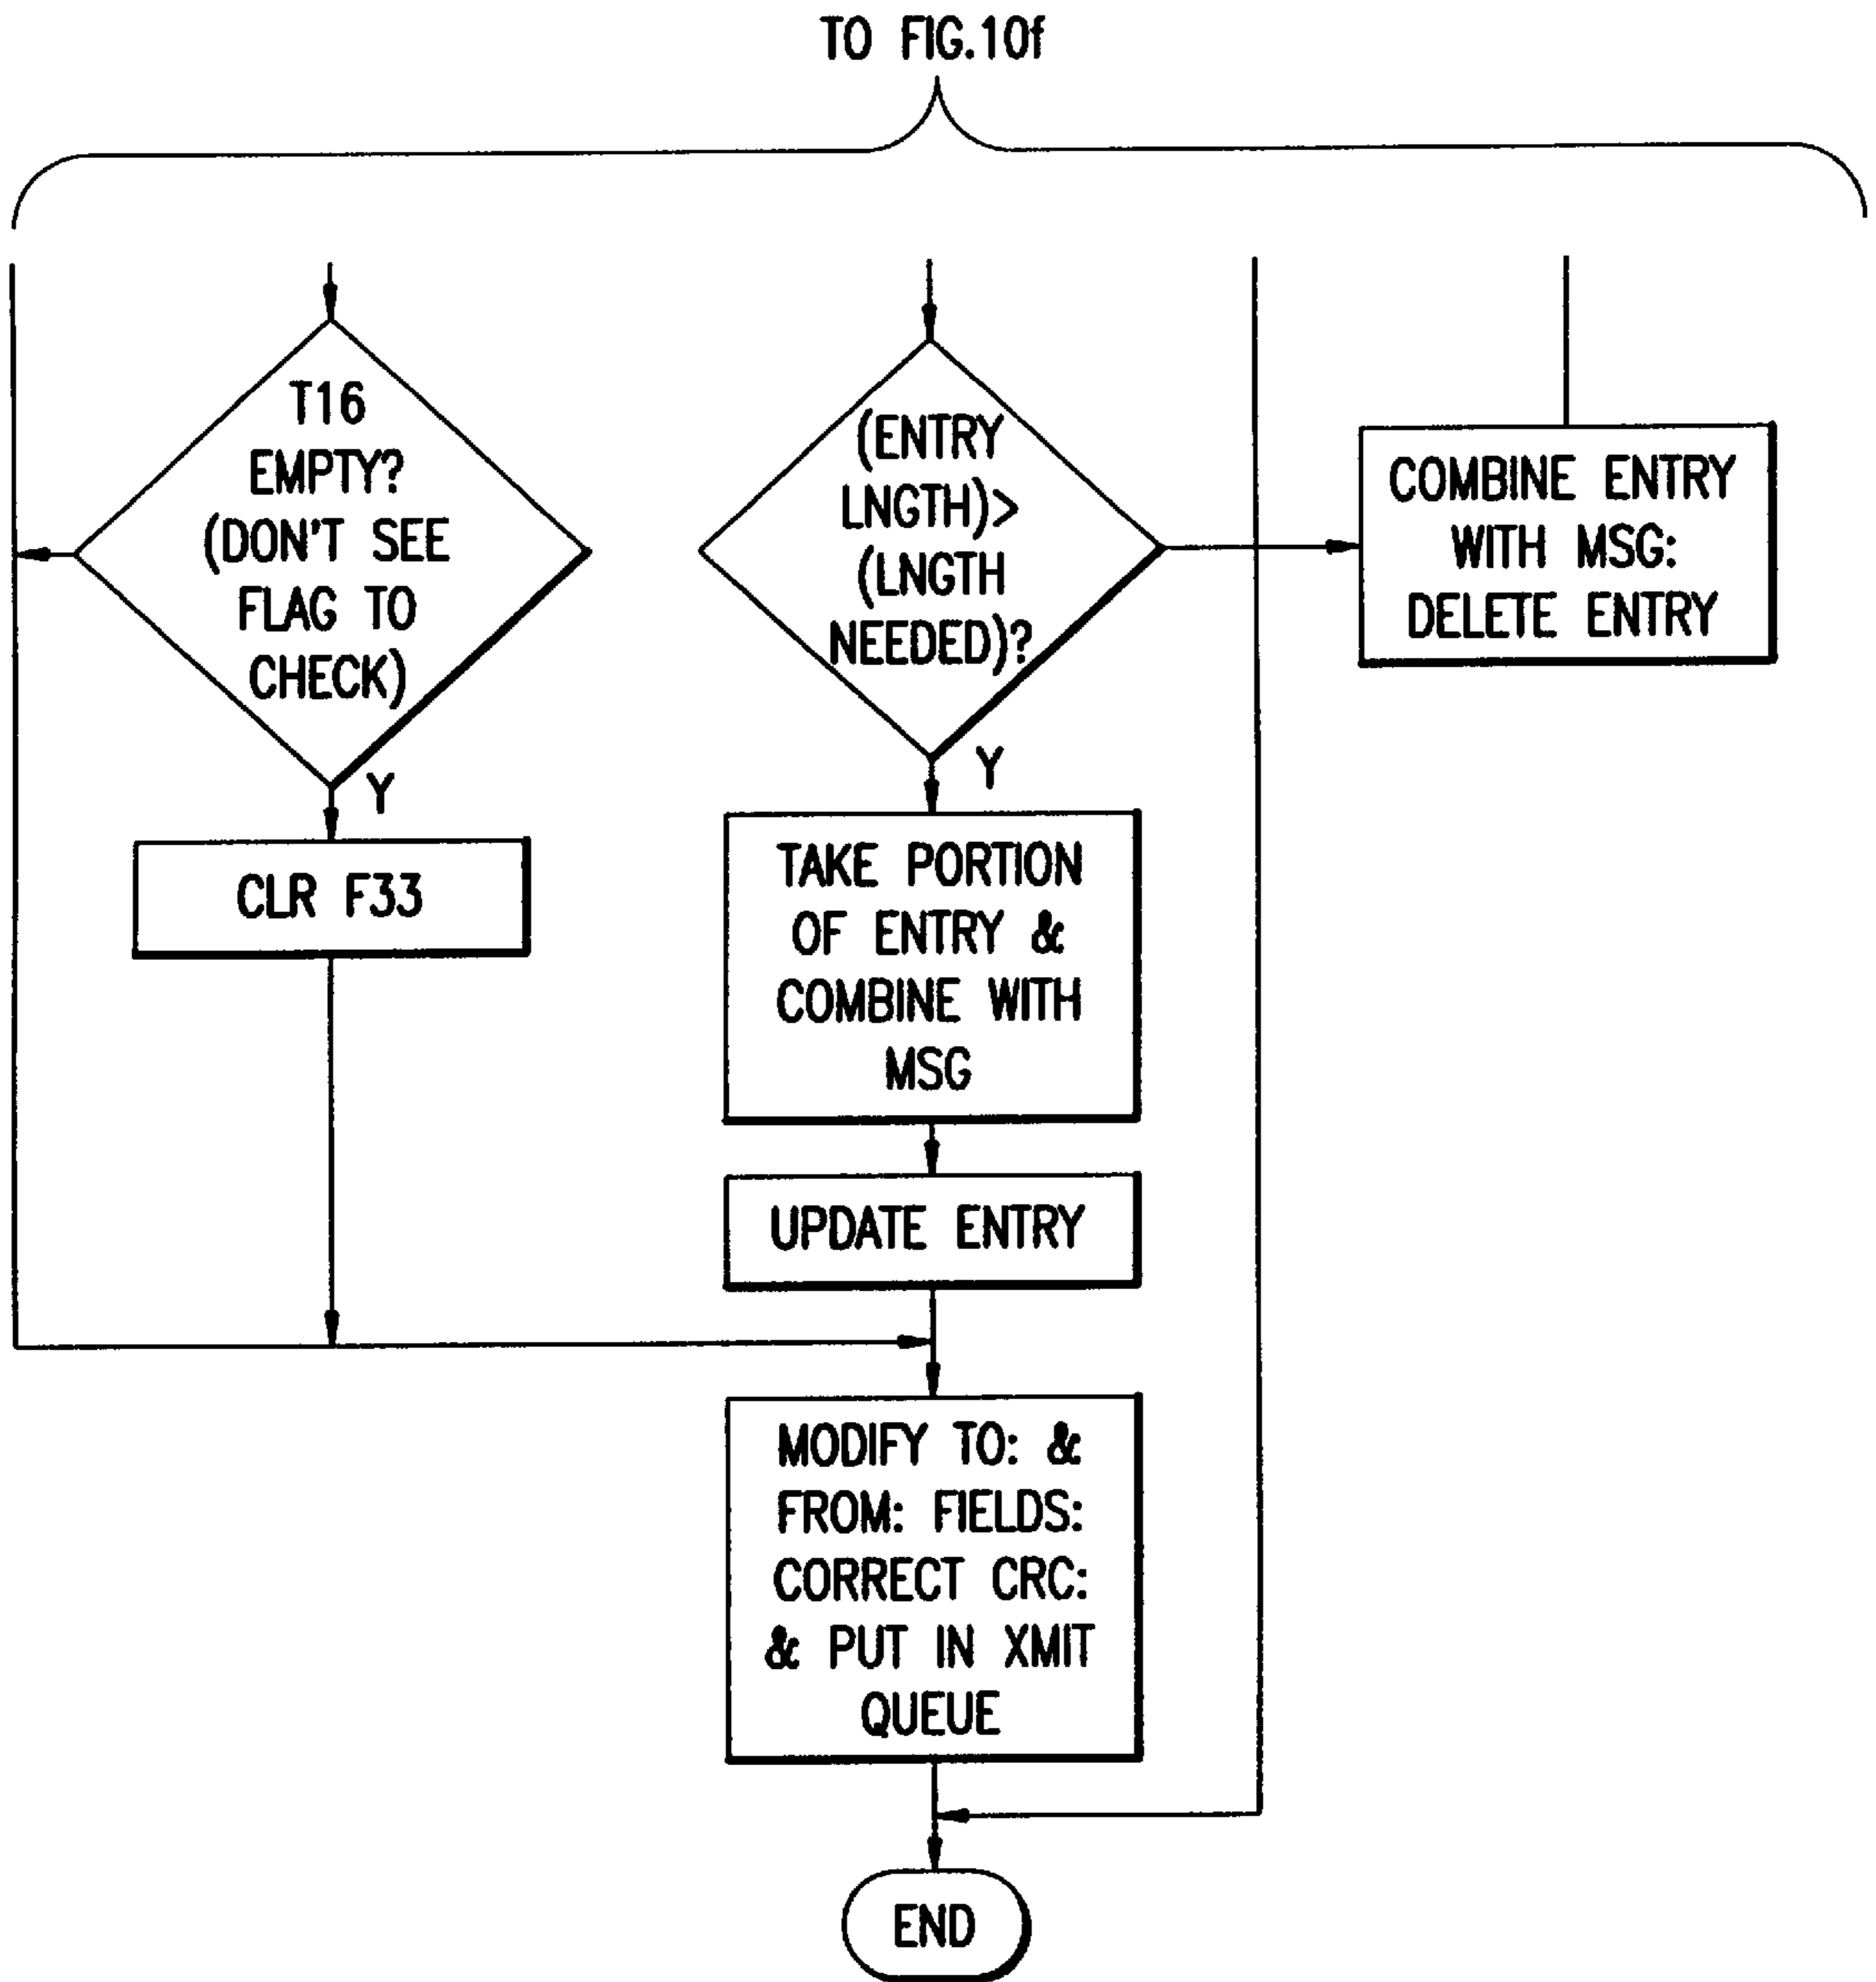 TO FIG.10f
T16
EMPTY?
(DON'T SEE
FLAG TO
CHECK)
Y
CLR F33
(ENTRY
LNGTH)>
(LNGTH
NEEDED)?
Y
COMBINE ENTRY
WITH MSG:
DELETE ENTRY
TAKE PORTION
OF ENTRY &
COMBINE WITH
MSG
UPDATE ENTRY
MODIFY TO: &
FROM: FIELDS:
CORRECT CRC:
& PUT IN XMIT
QUEUE
END